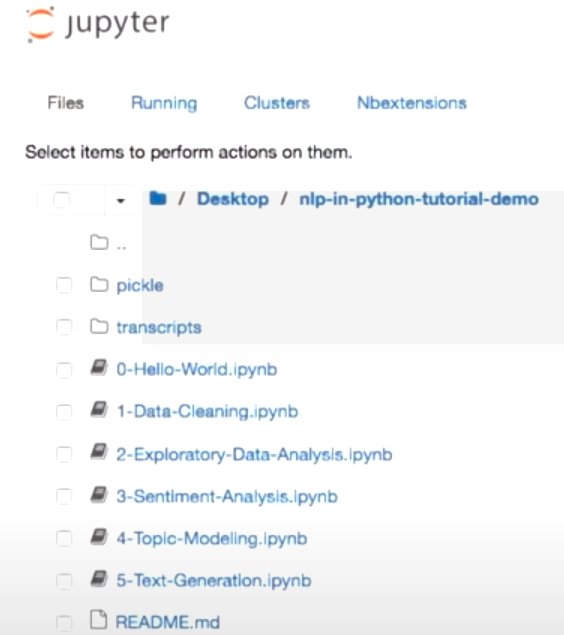 jupyter
Files Running Clusters Nbextensions
Select items to perform actions on them.
/ Desktop / nlp-in-python-tutorial-demo
..
pickle
transcripts
0-Hello-World.ipynb
1-Data-Cleaning.ipynb
2-Exploratory-Data-Analysis.ipynb
3-Sentiment-Analysis.ipynb
4-Topic-Modeling.ipynb
5-Text-Generation.ipynb
README.md